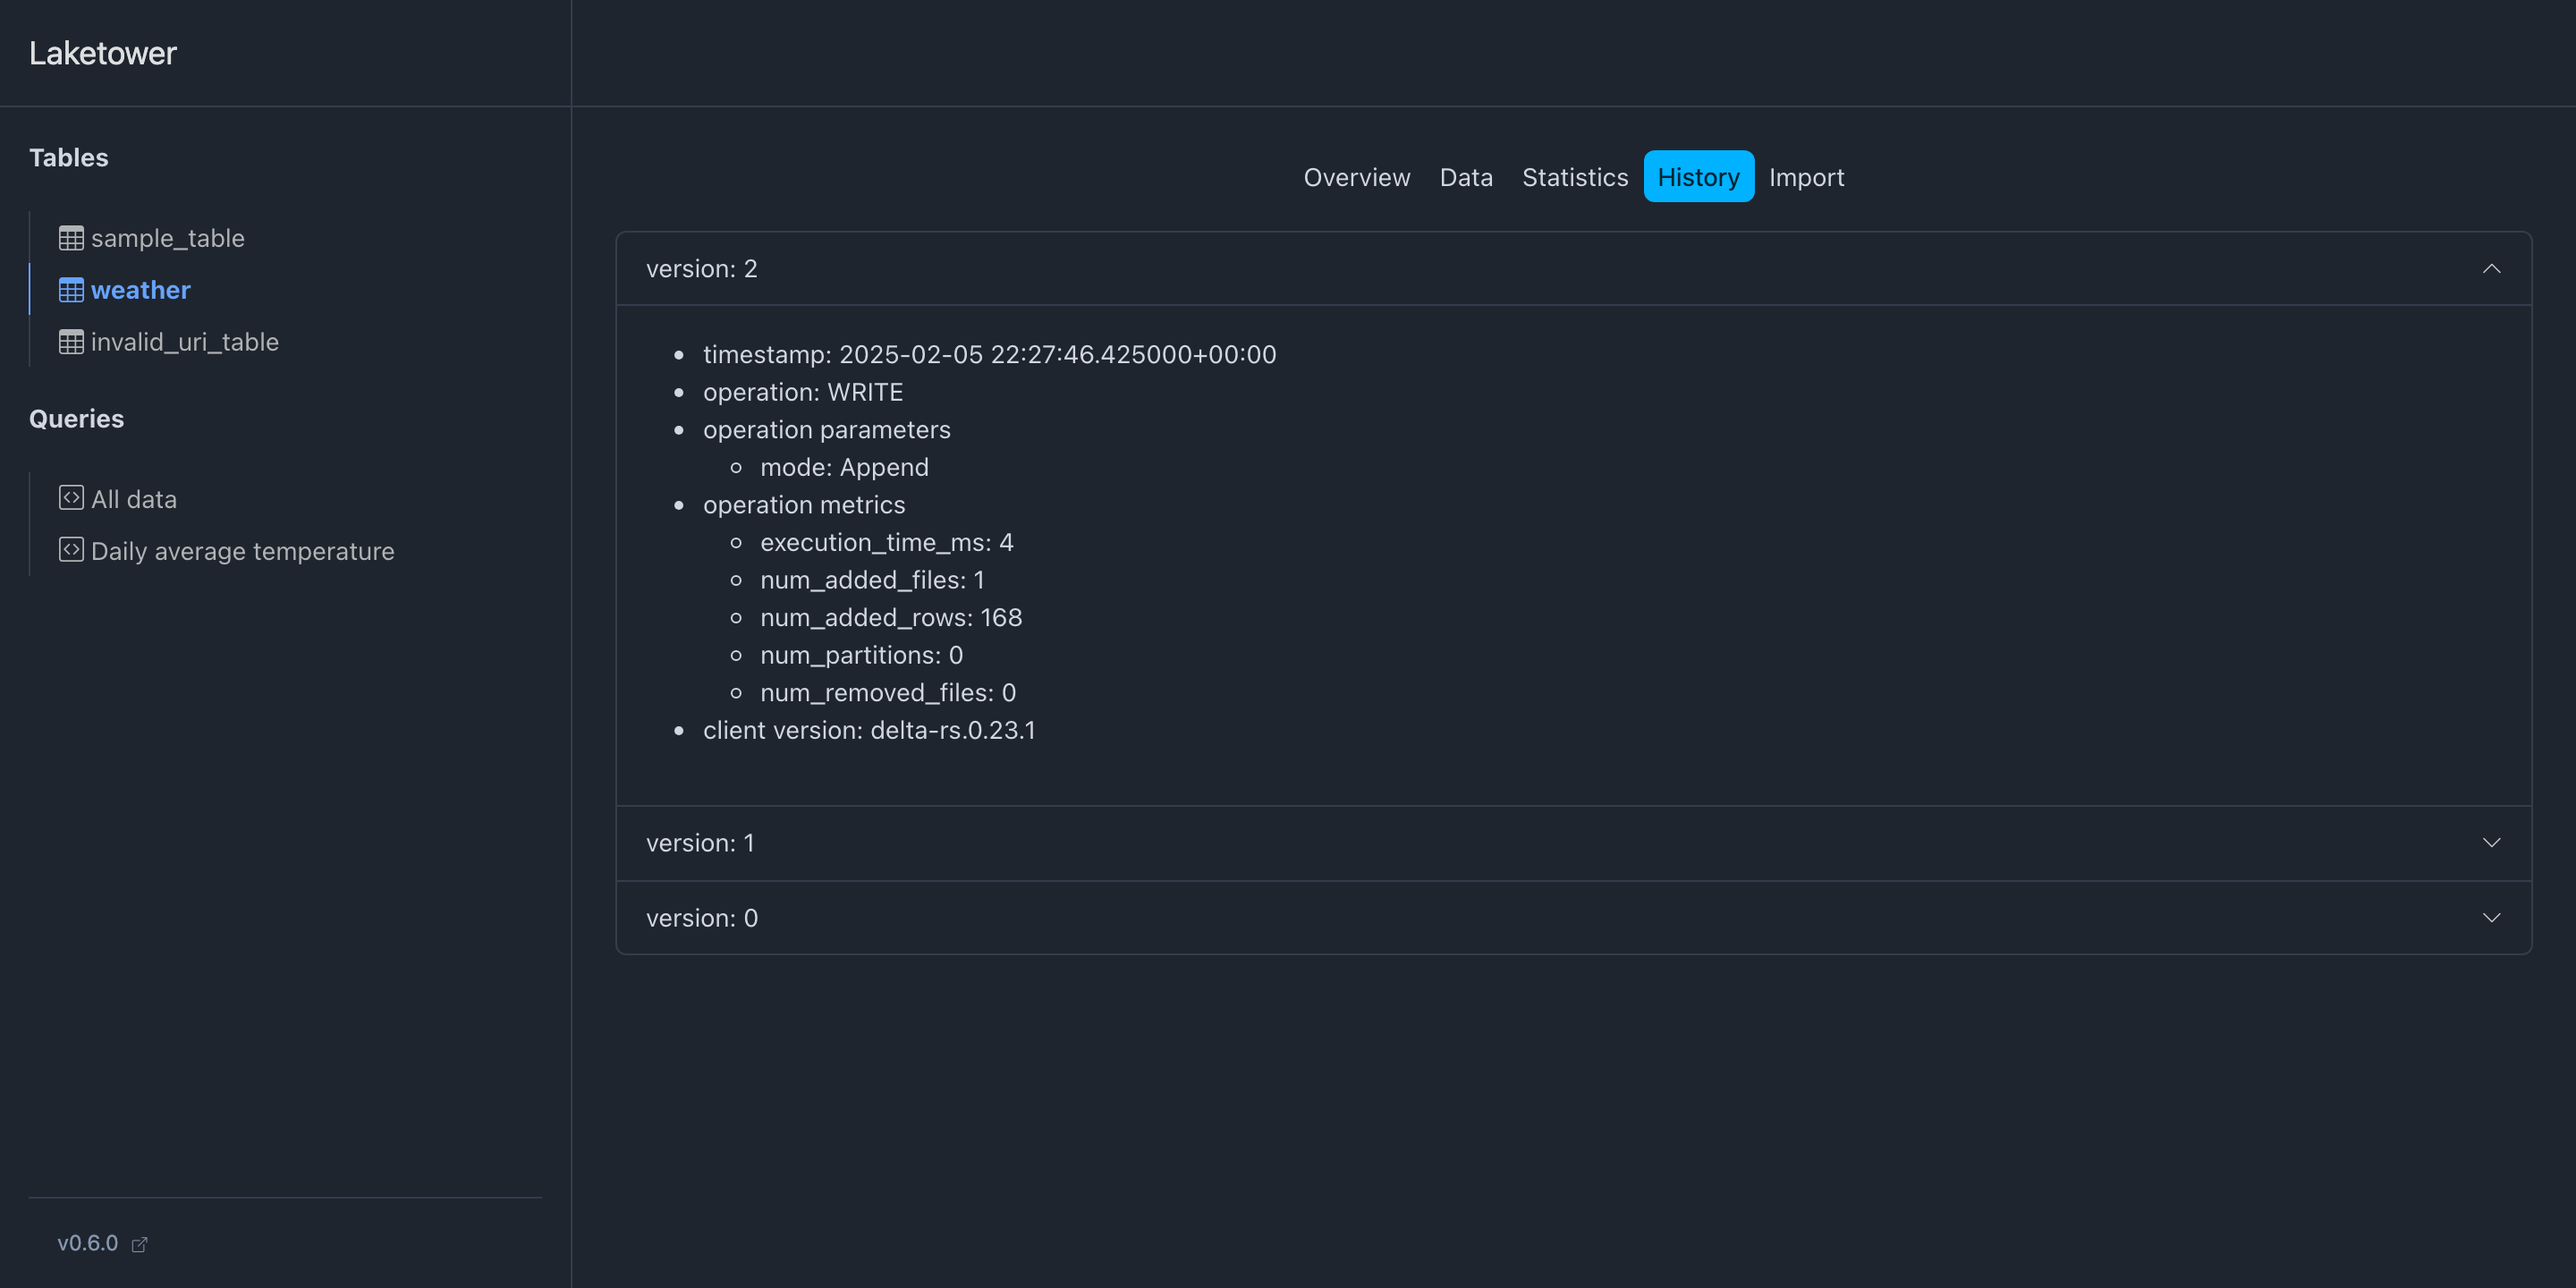 Laketower
Tables
sample_table
weather
invalid_uri_table
Queries
All data
Daily average temperature
v0.6.0
Overview Data Statistics History Import
version: 2
timestamp: 2025-02-05 22:27:46.425000+00:00
operation: WRITE
operation parameters
mode: Append
operation metrics
execution_time_ms: 4
num_added_files: 1
num_added_rows: 168
num_partitions: 0
num_removed_files: 0
client version: delta-rs.0.23.1
version: 1
version: 0